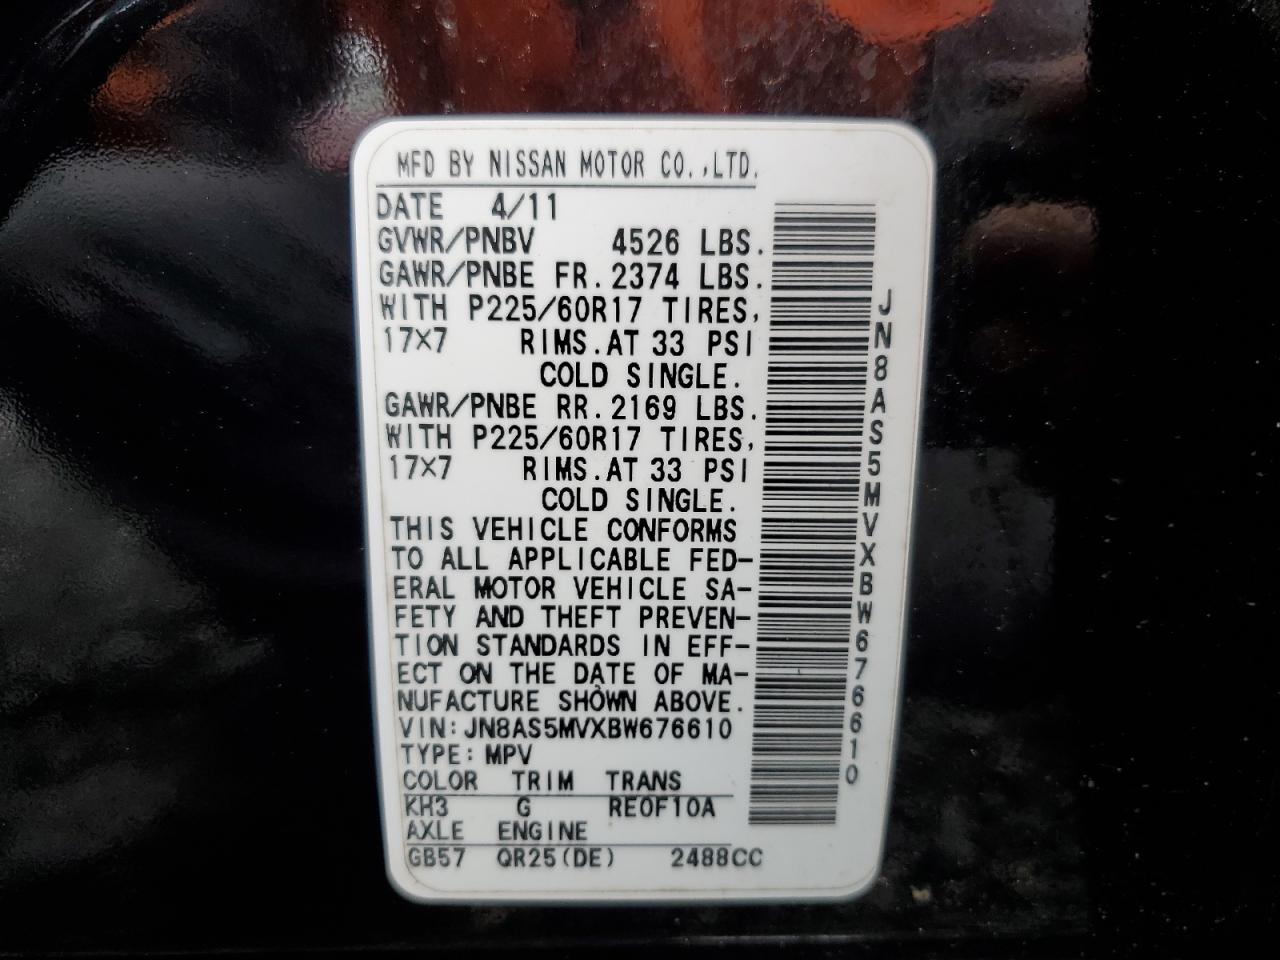 MFD BY NISSAN MOTOR CO.,LTD.
DATE 4/11
GVWR/PNBV 4526 LBS.
GAWR/PNBE FR.2374 LBS.
WITH P225/60R17 TIRES,
17×7 RIMS.AT 33 PSI
COLD SINGLE.
GAWR/PNBE RR.2169 LBS.
WITH P225/60R17 TIRES,
17×7 RIMS.AT 33 PSI
COLD SINGLE.
THIS VEHICLE CONFORMS
TO ALL APPLICABLE FED-
ERAL MOTOR VEHICLE SA-
FETY AND THEFT PREVEN-
TION STANDARDS IN EFF-
ECT ON THE DATE OF MA-
NUFACTURE SHOWN ABOVE.
VIN:JN8AS5MVXBW676610
TYPE:MPV
COLOR TRIM TRANS
KH3 G RE0F10A
AXLE ENGINE
GB57 QR25(DE) 2488CC
JN8AS5MVXBW676610